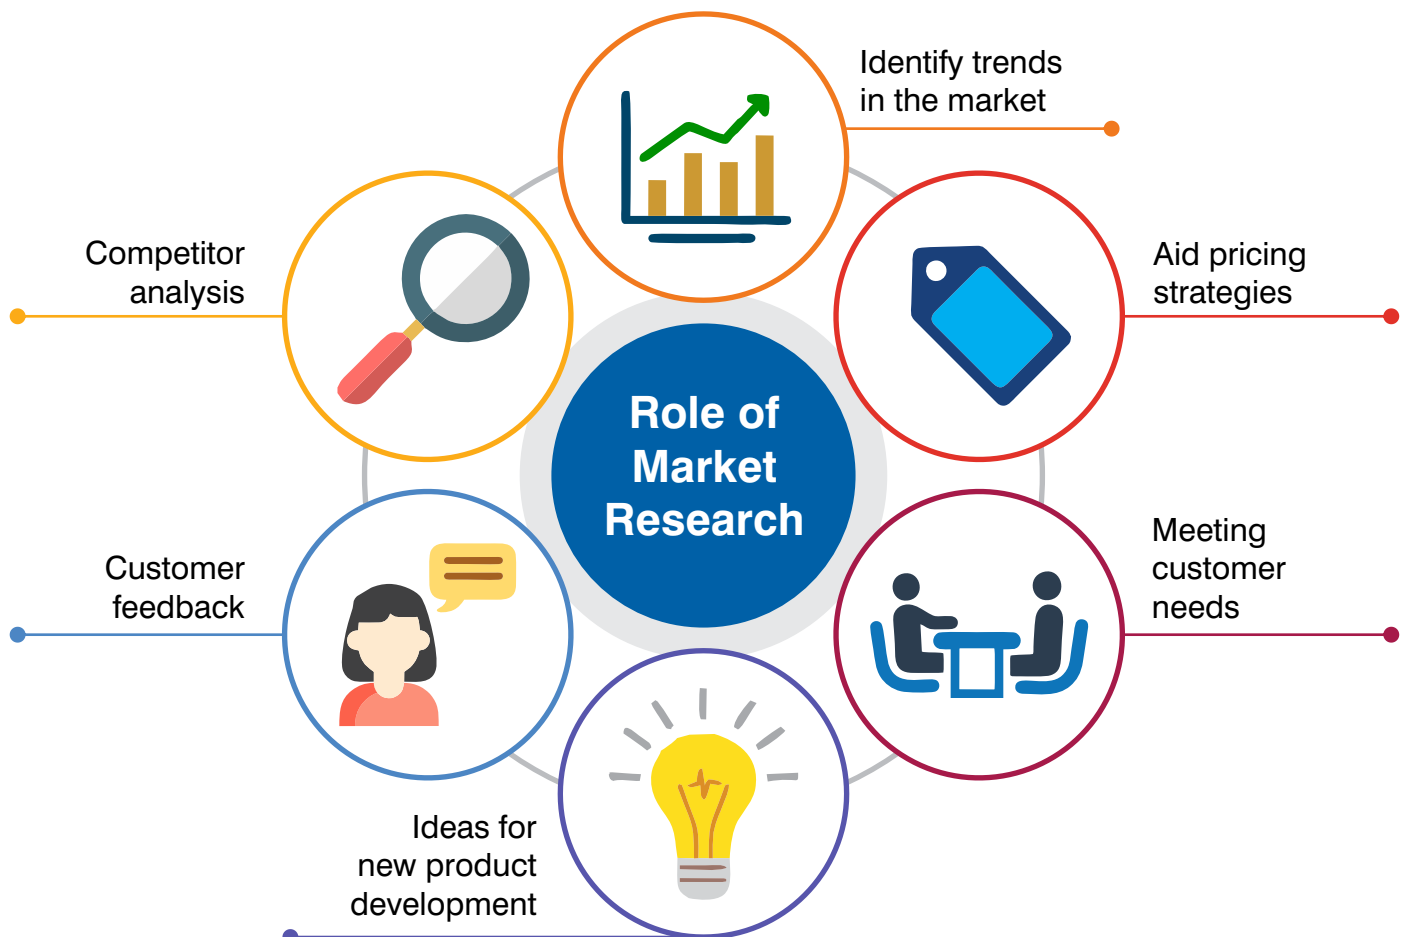 Identify trends
in the market
Aid pricing
strategies
Meeting
customer
needs
Ideas for
new product
development
Customer
feedback
Competitor
analysis
Role of
Market
Research